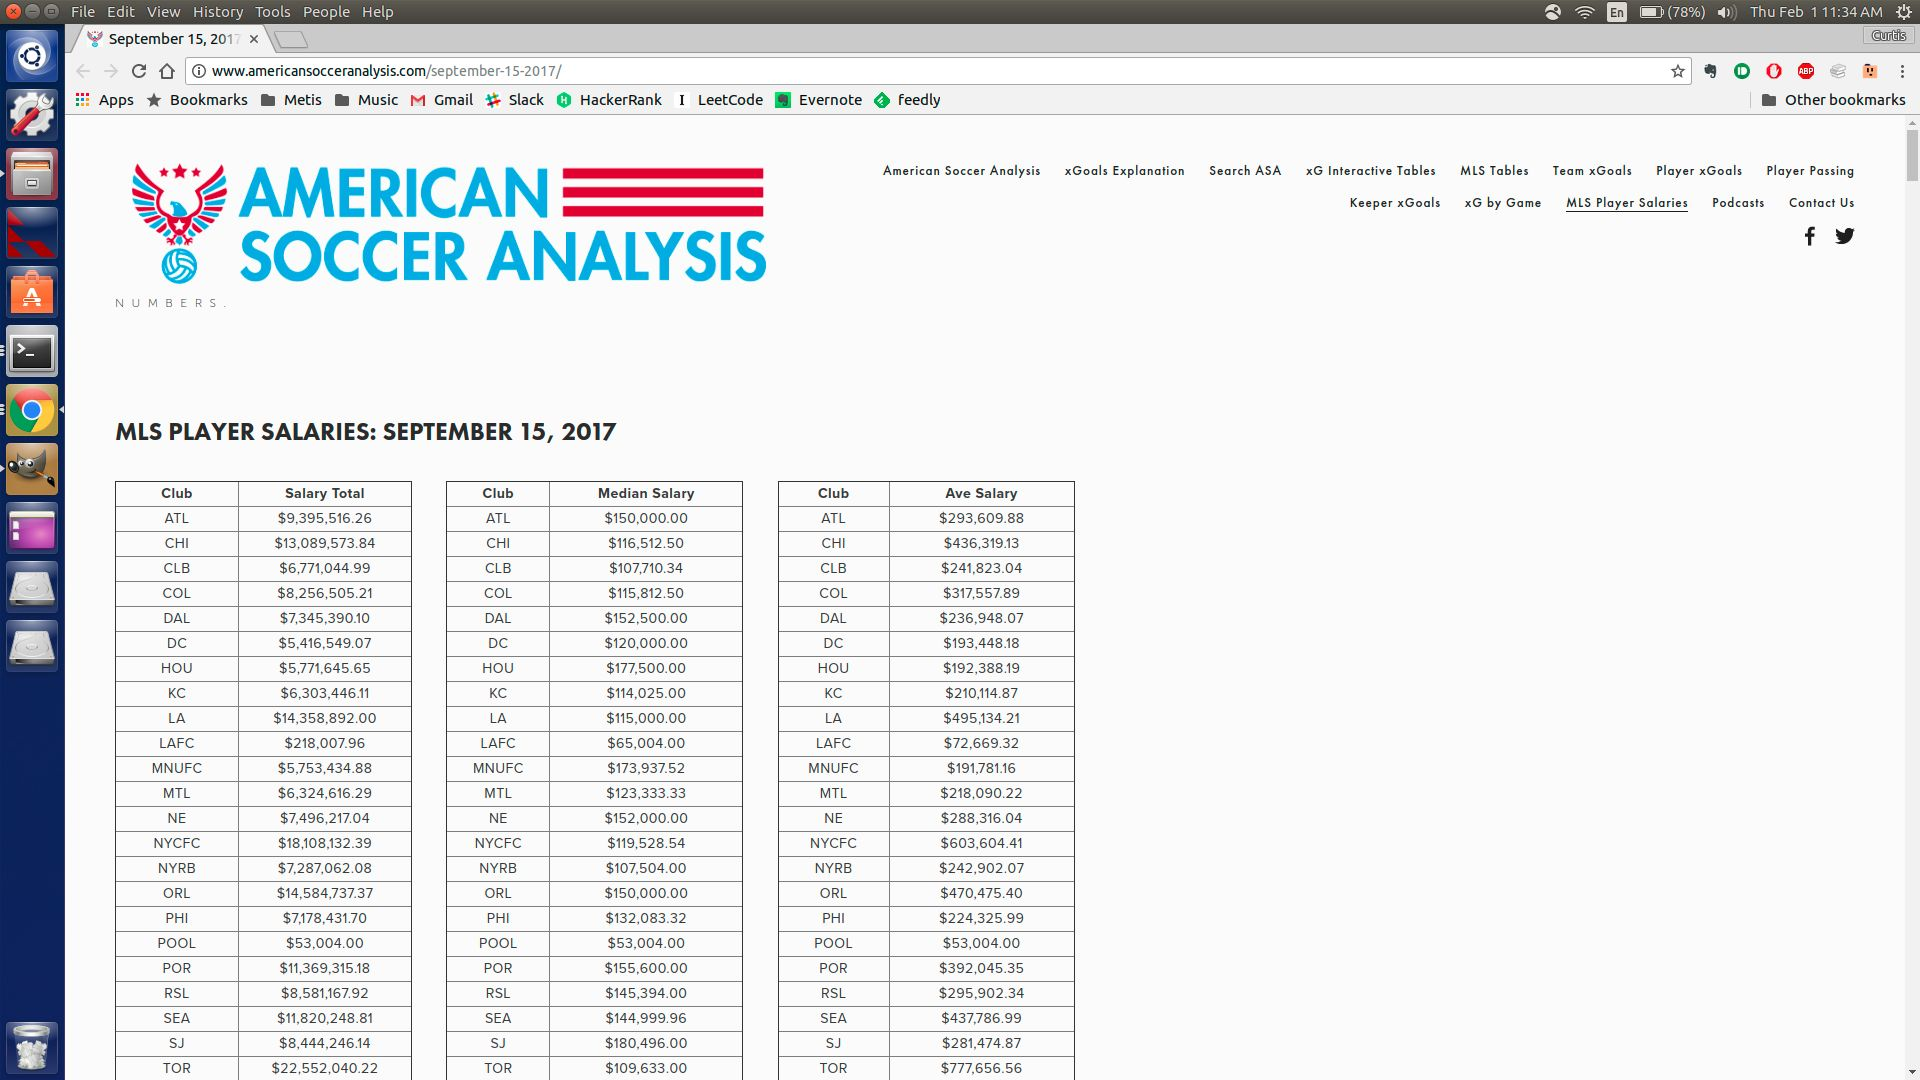 File Edit View History Tools People Help
En (78%) Thu Feb 1 11:34 AM
September 15, 2017
Curtis
www.americansocceranalysis.com/september-15-2017/
ABP
Apps Bookmarks Metis Music Gmail Slack HackerRank LeetCode Evernote feedly Other bookmarks
AMERICAN
SOCCER ANALYSIS
NUMBERS.
American Soccer Analysis xGoals Explanation Search ASA xG Interactive Tables MLS Tables Team xGoals Player xGoals Player Passing
Keeper xGoals xG by Game MLS Player Salaries Podcasts Contact Us
MLS PLAYER SALARIES: SEPTEMBER 15, 2017
Club Salary Total Club Median Salary Club Ave Salary
ATL $9,395,516.26 ATL $150,000.00 ATL $293,609.88
CHI $13,089,573.84 CHI $116,512.50 CHI $436,319.13
CLB $6,771,044.99 CLB $107,710.34 CLB $241,823.04
COL $8,256,505.21 COL $115,812.50 COL $317,557.89
DAL $7,345,390.10 DAL $152,500.00 DAL $236,948.07
DC $5,416,549.07 DC $120,000.00 DC $193,448.18
HOU $5,771,645.65 HOU $177,500.00 HOU $192,388.19
KC $6,303,446.11 KC $114,025.00 KC $210,114.87
LA $14,358,892.00 LA $115,000.00 LA $495,134.21
LAFC $218,007.96 LAFC $65,004.00 LAFC $72,669.32
MNUFC $5,753,434.88 MNUFC $173,937.52 MNUFC $191,781.16
MTL $6,324,616.29 MTL $123,333.33 MTL $218,090.22
NE $7,496,217.04 NE $152,000.00 NE $288,316.04
NYCFC $18,108,132.39 NYCFC $119,528.54 NYCFC $603,604.41
NYRB $7,287,062.08 NYRB $107,504.00 NYRB $242,902.07
ORL $14,584,737.37 ORL $150,000.00 ORL $470,475.40
PHI $7,178,431.70 PHI $132,083.32 PHI $224,325.99
POOL $53,004.00 POOL $53,004.00 POOL $53,004.00
POR $11,369,315.18 POR $155,600.00 POR $392,045.35
RSL $8,581,167.92 RSL $145,394.00 RSL $295,902.34
SEA $11,820,248.81 SEA $144,999.96 SEA $437,786.99
SJ $8,444,246.14 SJ $180,496.00 SJ $281,474.87
TOR $22,552,040.22 TOR $109,633.00 TOR $777,656.56